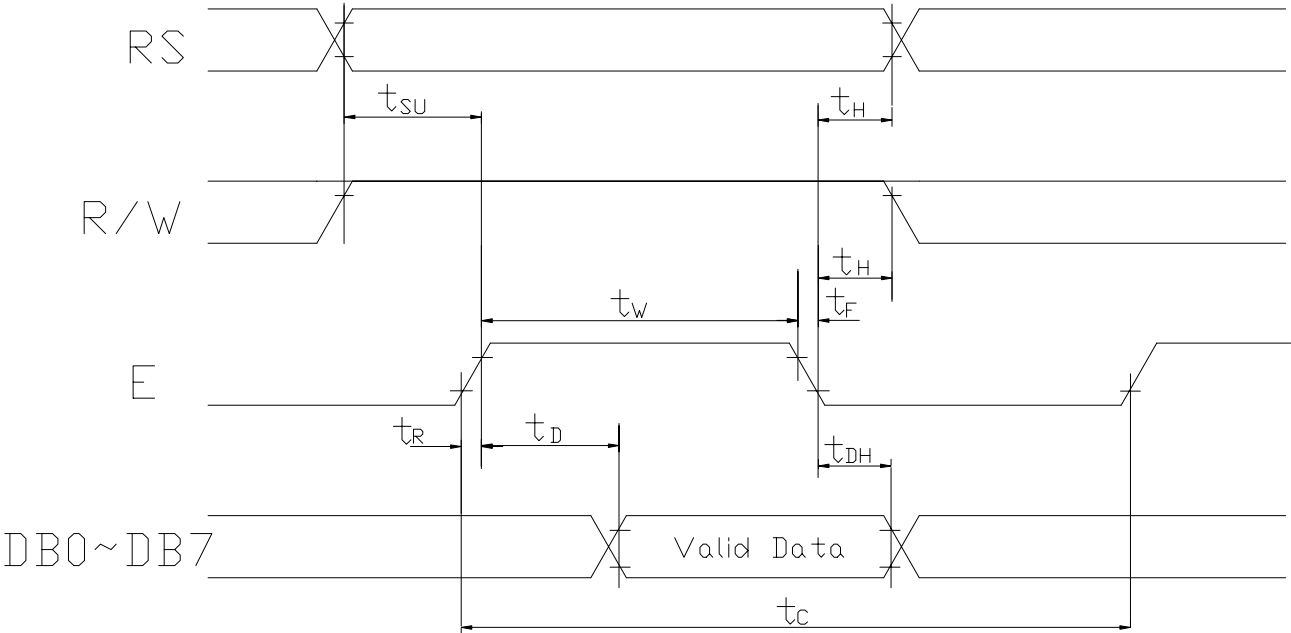 RS
tSU
tH
R/W
tH
tW
tF
E
tR
tD
tDH
DB0~DB7
Valid Data
tC